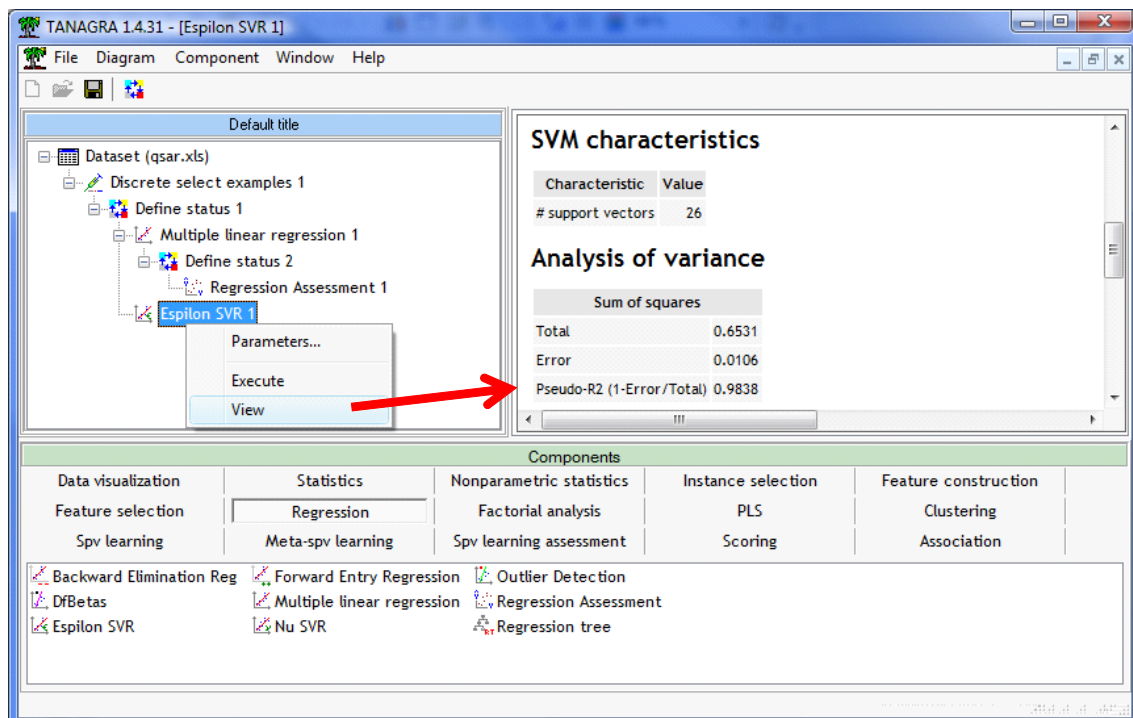 TANAGRA 1.4.31 - [Espilon SVR 1]
File Diagram Component Window Help
Default title
Dataset (qsar.xls)
Discrete select examples 1
Define status 1
Multiple linear regression 1
Define status 2
Regression Assessment 1
Espilon SVR 1
Parameters...
Execute
View
SVM characteristics
Characteristic Value
# support vectors 26
Analysis of variance
Sum of squares
Total 0.6531
Error 0.0106
Pseudo-R2 (1-Error/Total) 0.9838
Components
Data visualization Statistics Nonparametric statistics Instance selection Feature construction
Feature selection Regression Factorial analysis PLS Clustering
Spv learning Meta-spv learning Spv learning assessment Scoring Association
Backward Elimination Reg Forward Entry Regression Outlier Detection
DfBetas Multiple linear regression Regression Assessment
Espilon SVR Nu SVR Regression tree